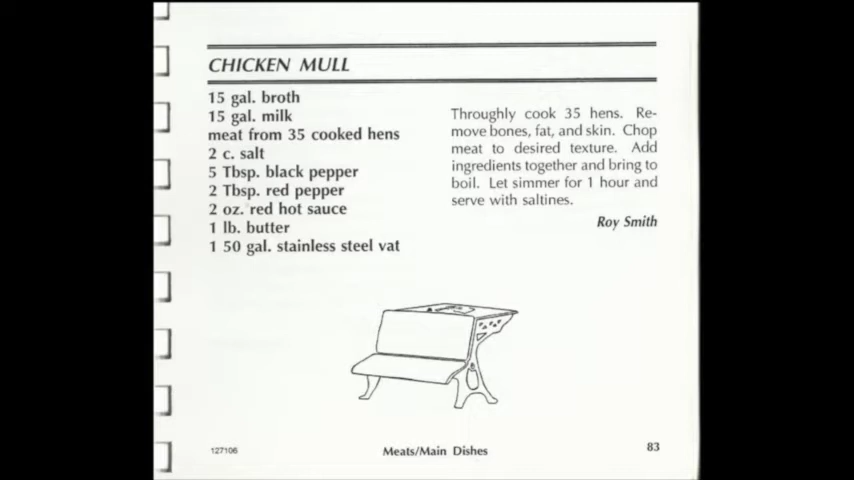 CHICKEN MULL
15 gal. broth
15 gal. milk
meat from 35 cooked hens
2 c. salt
5 Tbsp. black pepper
2 Tbsp. red pepper
2 oz. red hot sauce
1 lb. butter
1 50 gal. stainless steel vat
Throughly cook 35 hens. Re-
move bones, fat, and skin. Chop
meat to desired texture. Add
ingredients together and bring to
boil. Let simmer for 1 hour and
serve with saltines.
Roy Smith
127106
Meats/Main Dishes
83